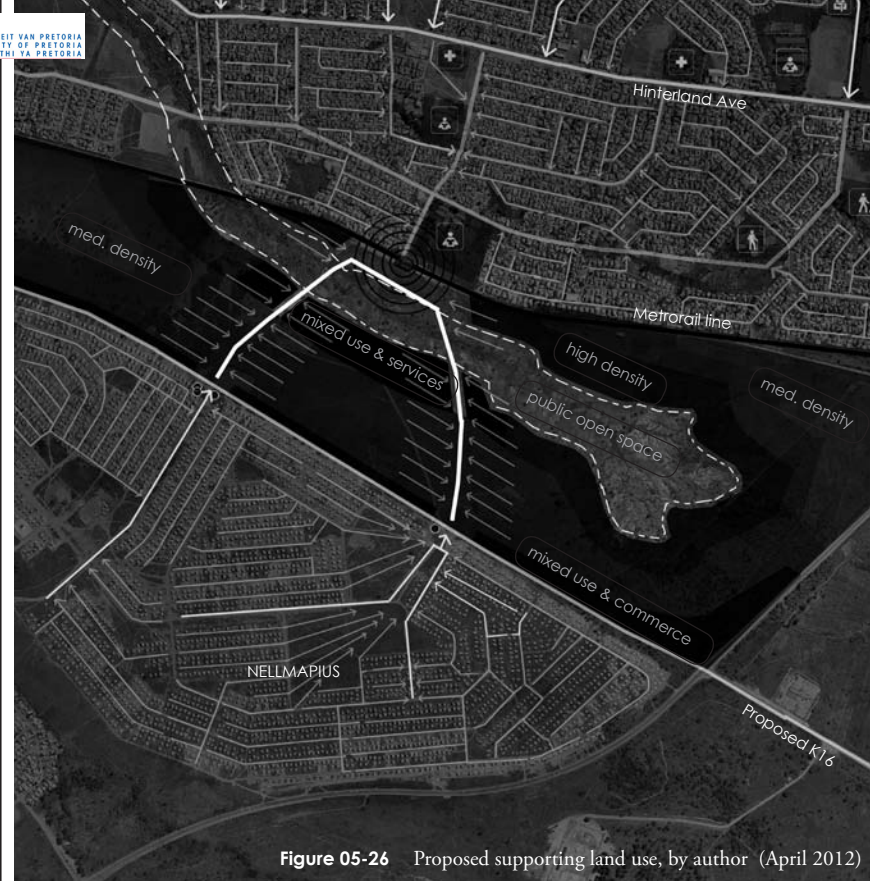 EIT VAN PRETORIA
TY OF PRETORIA
THI YA PRETORIA
Hinterland Ave
med. density
Metrorail line
mixed use & services
high density
med. density
public open space
mixed use & commerce
NELLMAPIUS
Proposed K16
Figure 05-26 Proposed supporting land use, by author (April 2012)